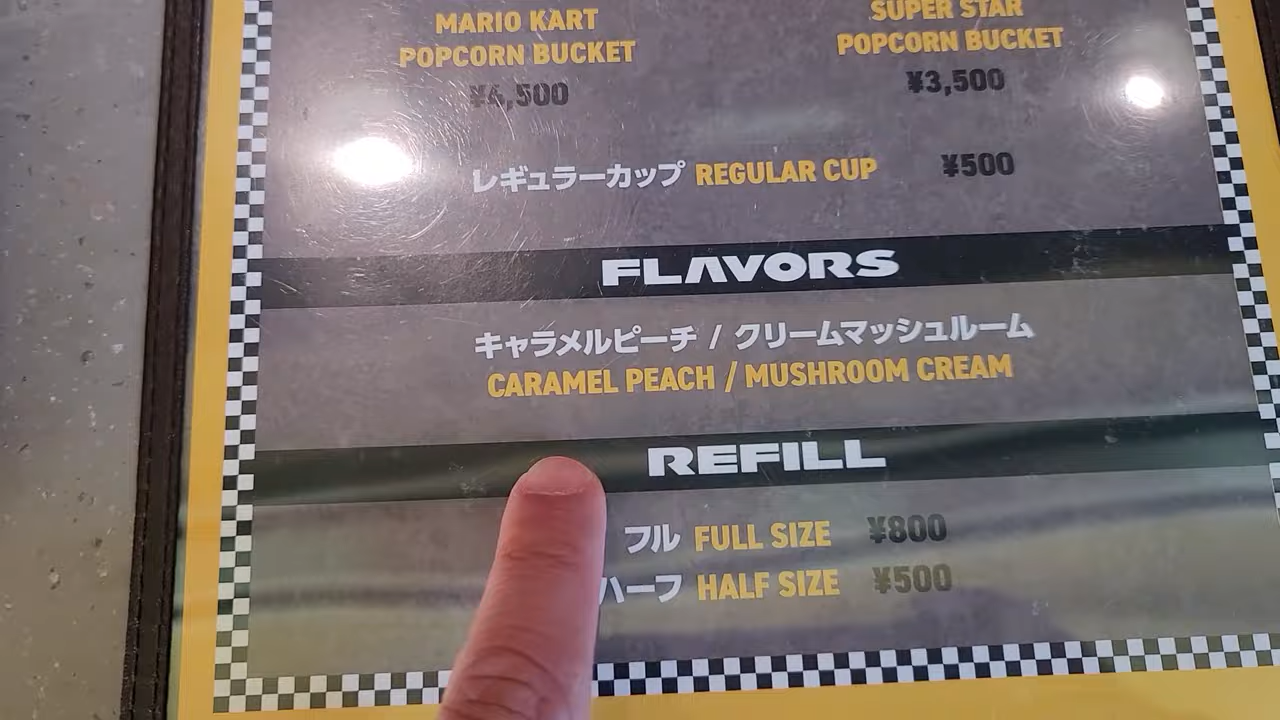 MARIO KART
POPCORN BUCKET
¥4,500
SUPER STAR
POPCORN BUCKET
¥3,500
レギュラーカップ REGULAR CUP ¥500
FLAVORS
キャラメルピーチ / クリームマッシュルーム
CARAMEL PEACH / MUSHROOM CREAM
REFILL
フル FULL SIZE ¥800
ハーフ HALF SIZE ¥500